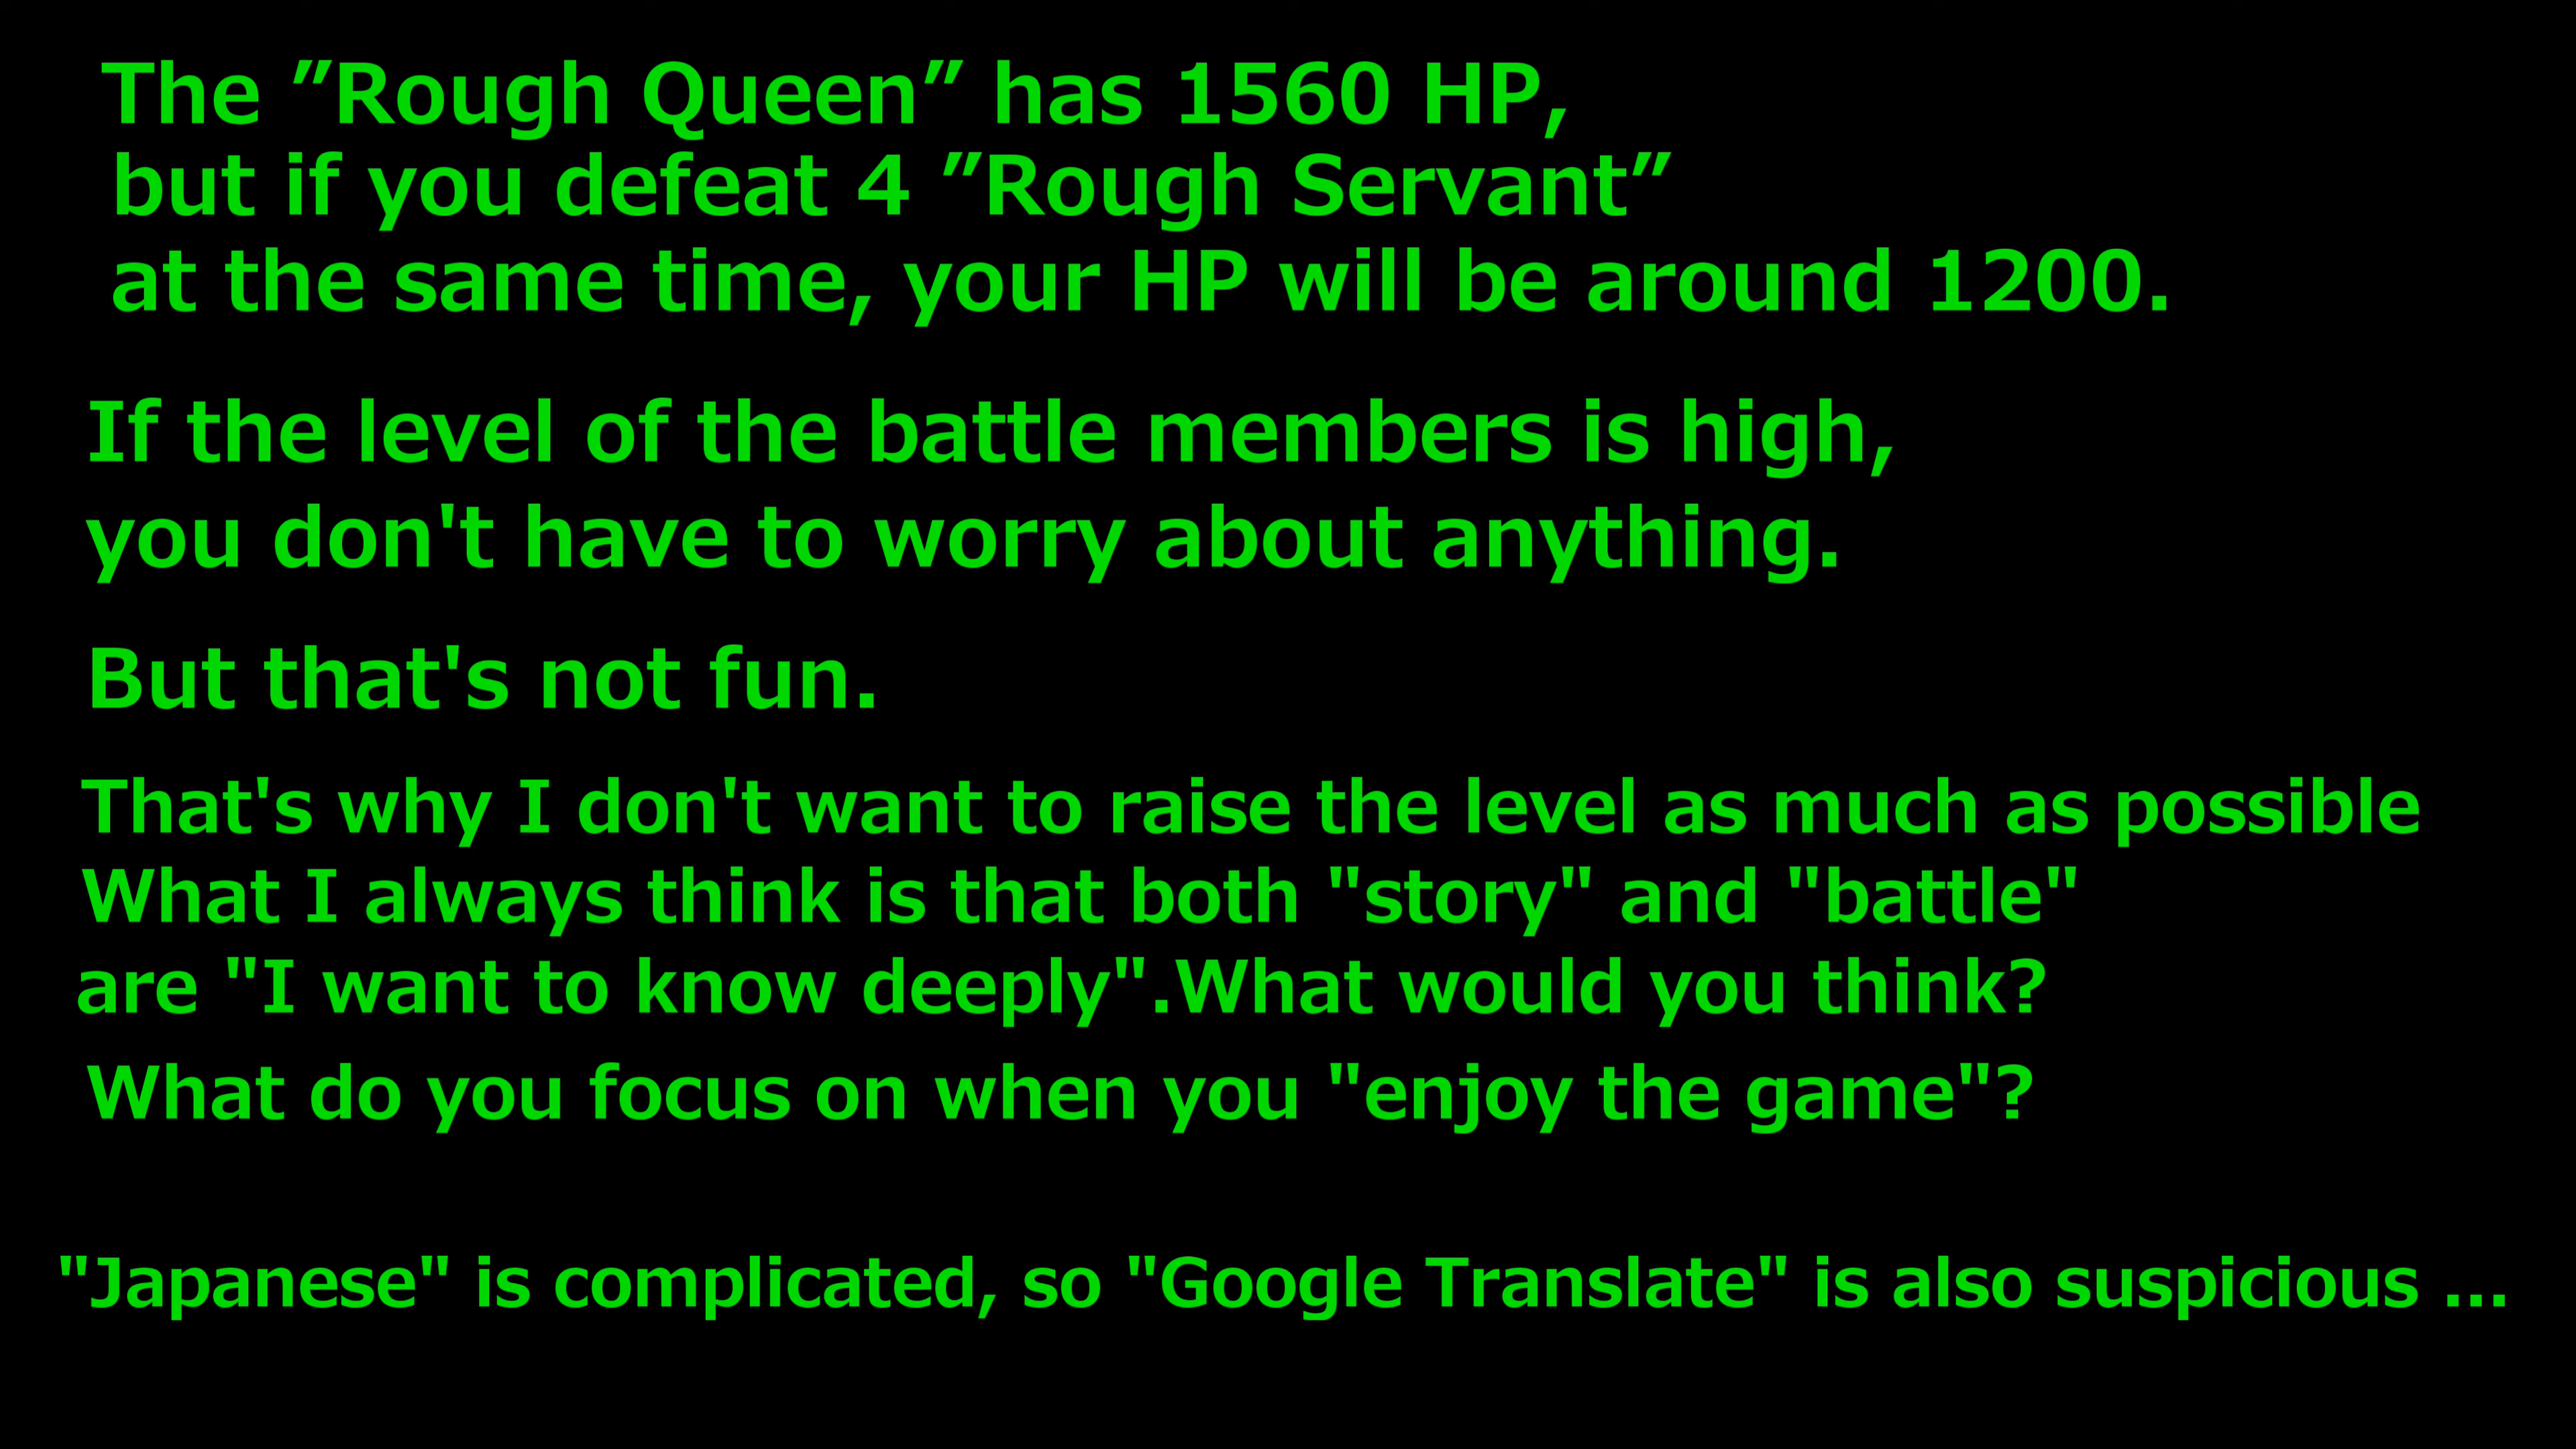 The ”Rough Queen” has 1560 HP,
but if you defeat 4 ”Rough Servant”
at the same time, your HP will be around 1200.
If the level of the battle members is high,
you don't have to worry about anything.
But that's not fun.
That's why I don't want to raise the level as much as possible
What I always think is that both "story" and "battle"
are "I want to know deeply".What would you think?
What do you focus on when you "enjoy the game"?
"Japanese" is complicated, so "Google Translate" is also suspicious ...